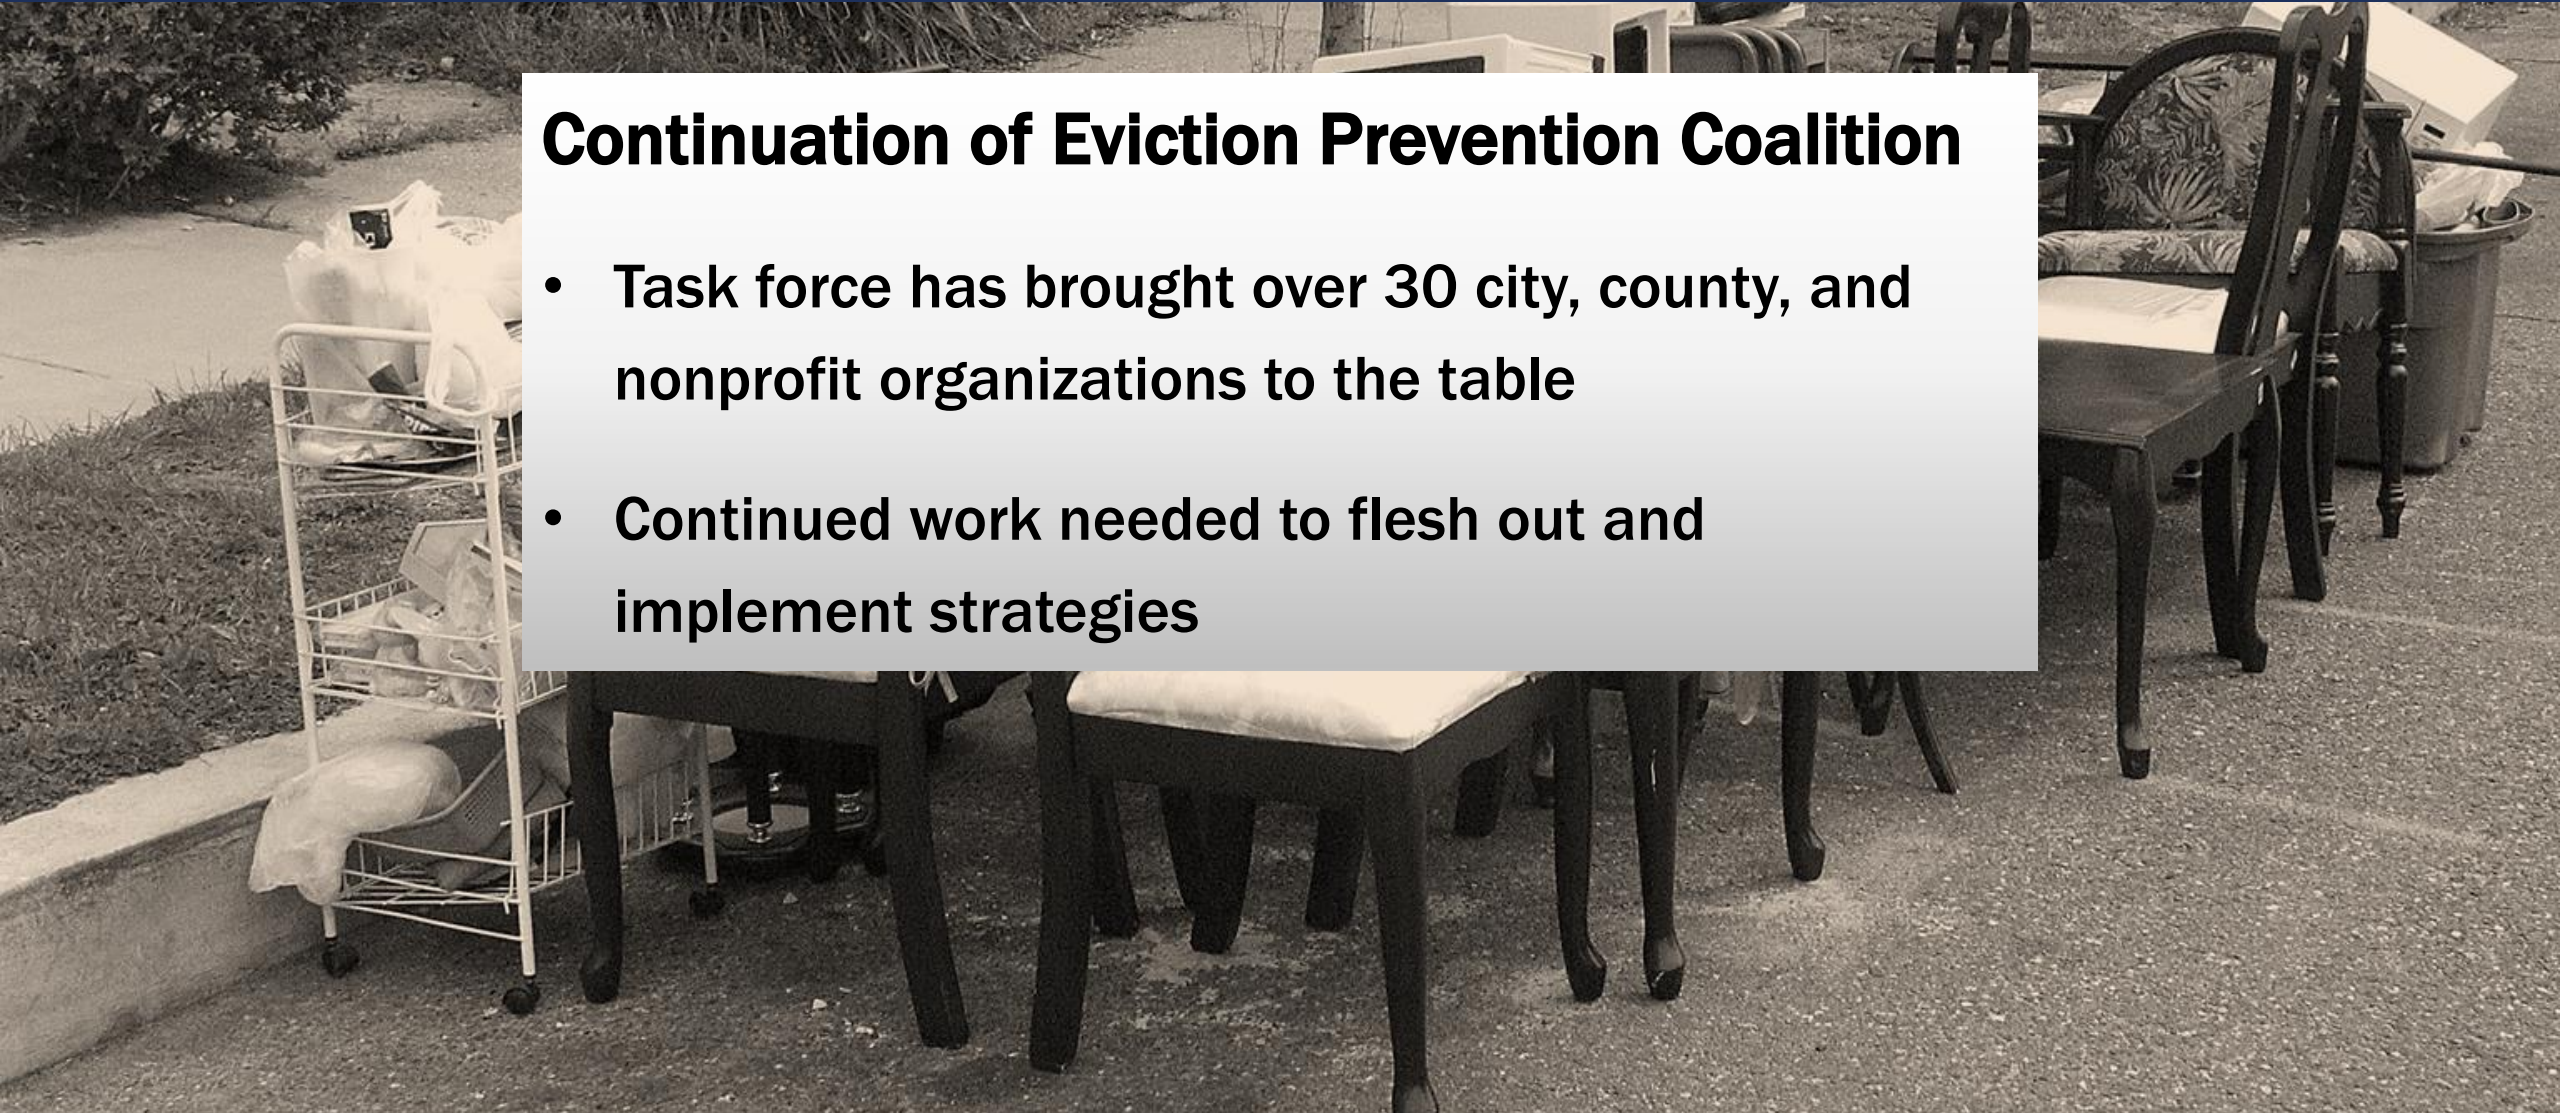 Continuation of Eviction Prevention Coalition
• Task force has brought over 30 city, county, and
nonprofit organizations to the table
• Continued work needed to flesh out and
implement strategies